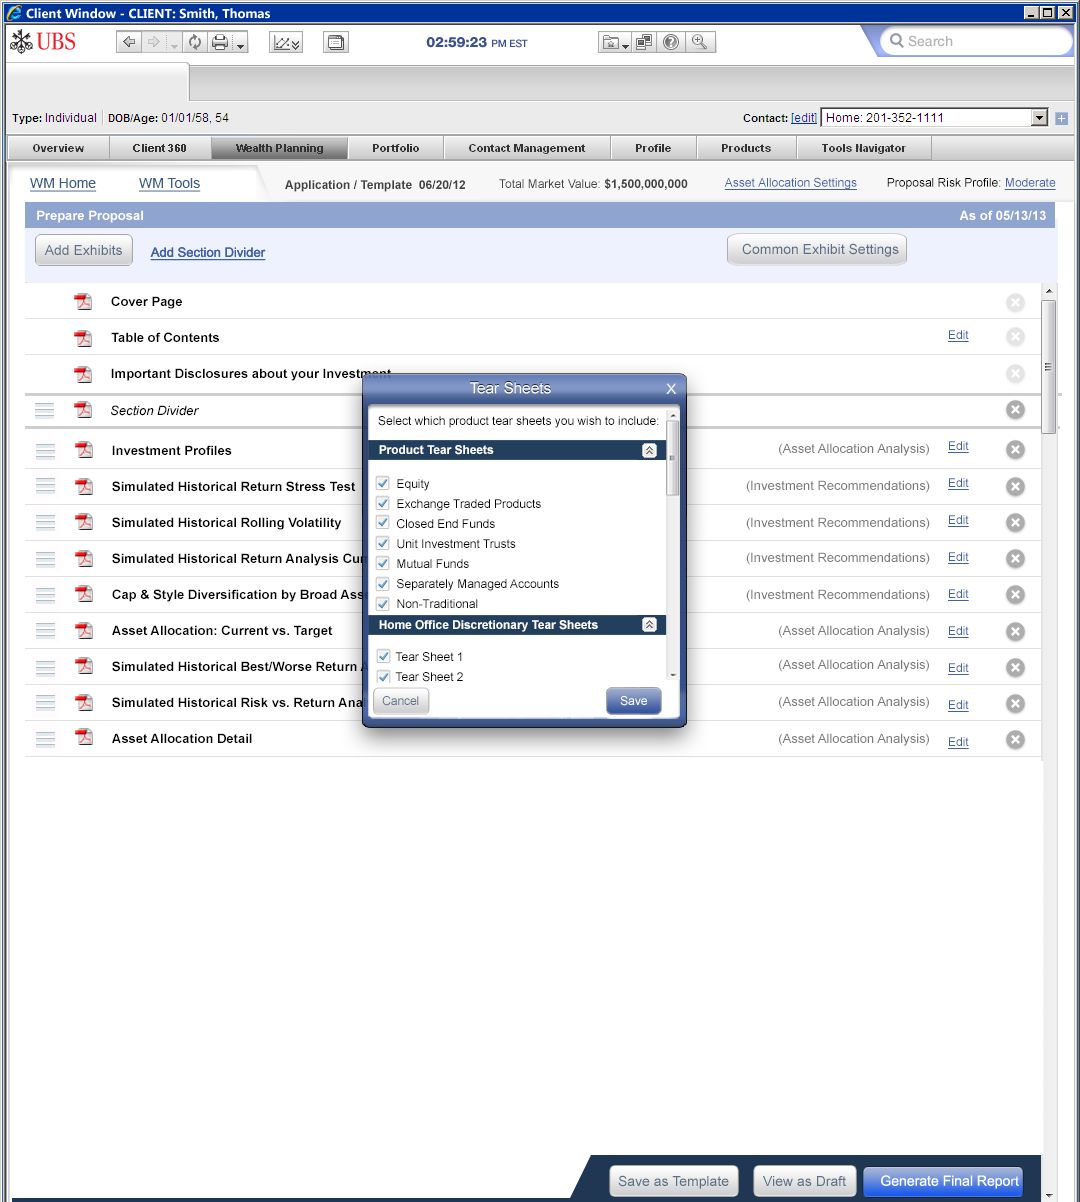 Client Window - CLIENT: Smith, Thomas
UBS
02:59:23 PM EST
Search
Type: Individual DOB/Age: 01/01/58, 54
Contact: [edit] Home: 201-352-1111
Overview Client 360 Wealth Planning Portfolio Contact Management Profile Products Tools Navigator
WM Home WM Tools Application / Template 06/20/12 Total Market Value: $1,500,000,000 Asset Allocation Settings Proposal Risk Profile: Moderate
Prepare Proposal As of 05/13/13
Add Exhibits Add Section Divider Common Exhibit Settings
Cover Page
Table of Contents Edit
Important Disclosures about your Investment
Section Divider
Investment Profiles (Asset Allocation Analysis) Edit
Simulated Historical Return Stress Test (Investment Recommendations) Edit
Simulated Historical Rolling Volatility (Investment Recommendations) Edit
Simulated Historical Return Analysis Cu (Investment Recommendations) Edit
Cap & Style Diversification by Broad Ass (Investment Recommendations) Edit
Asset Allocation: Current vs. Target (Asset Allocation Analysis) Edit
Simulated Historical Best/Worse Return (Asset Allocation Analysis) Edit
Simulated Historical Risk vs. Return Ana (Asset Allocation Analysis) Edit
Asset Allocation Detail (Asset Allocation Analysis) Edit
Tear Sheets X
Select which product tear sheets you wish to include:
Product Tear Sheets
Equity
Exchange Traded Products
Closed End Funds
Unit Investment Trusts
Mutual Funds
Separately Managed Accounts
Non-Traditional
Home Office Discretionary Tear Sheets
Tear Sheet 1
Tear Sheet 2
Cancel Save
Save as Template View as Draft Generate Final Report